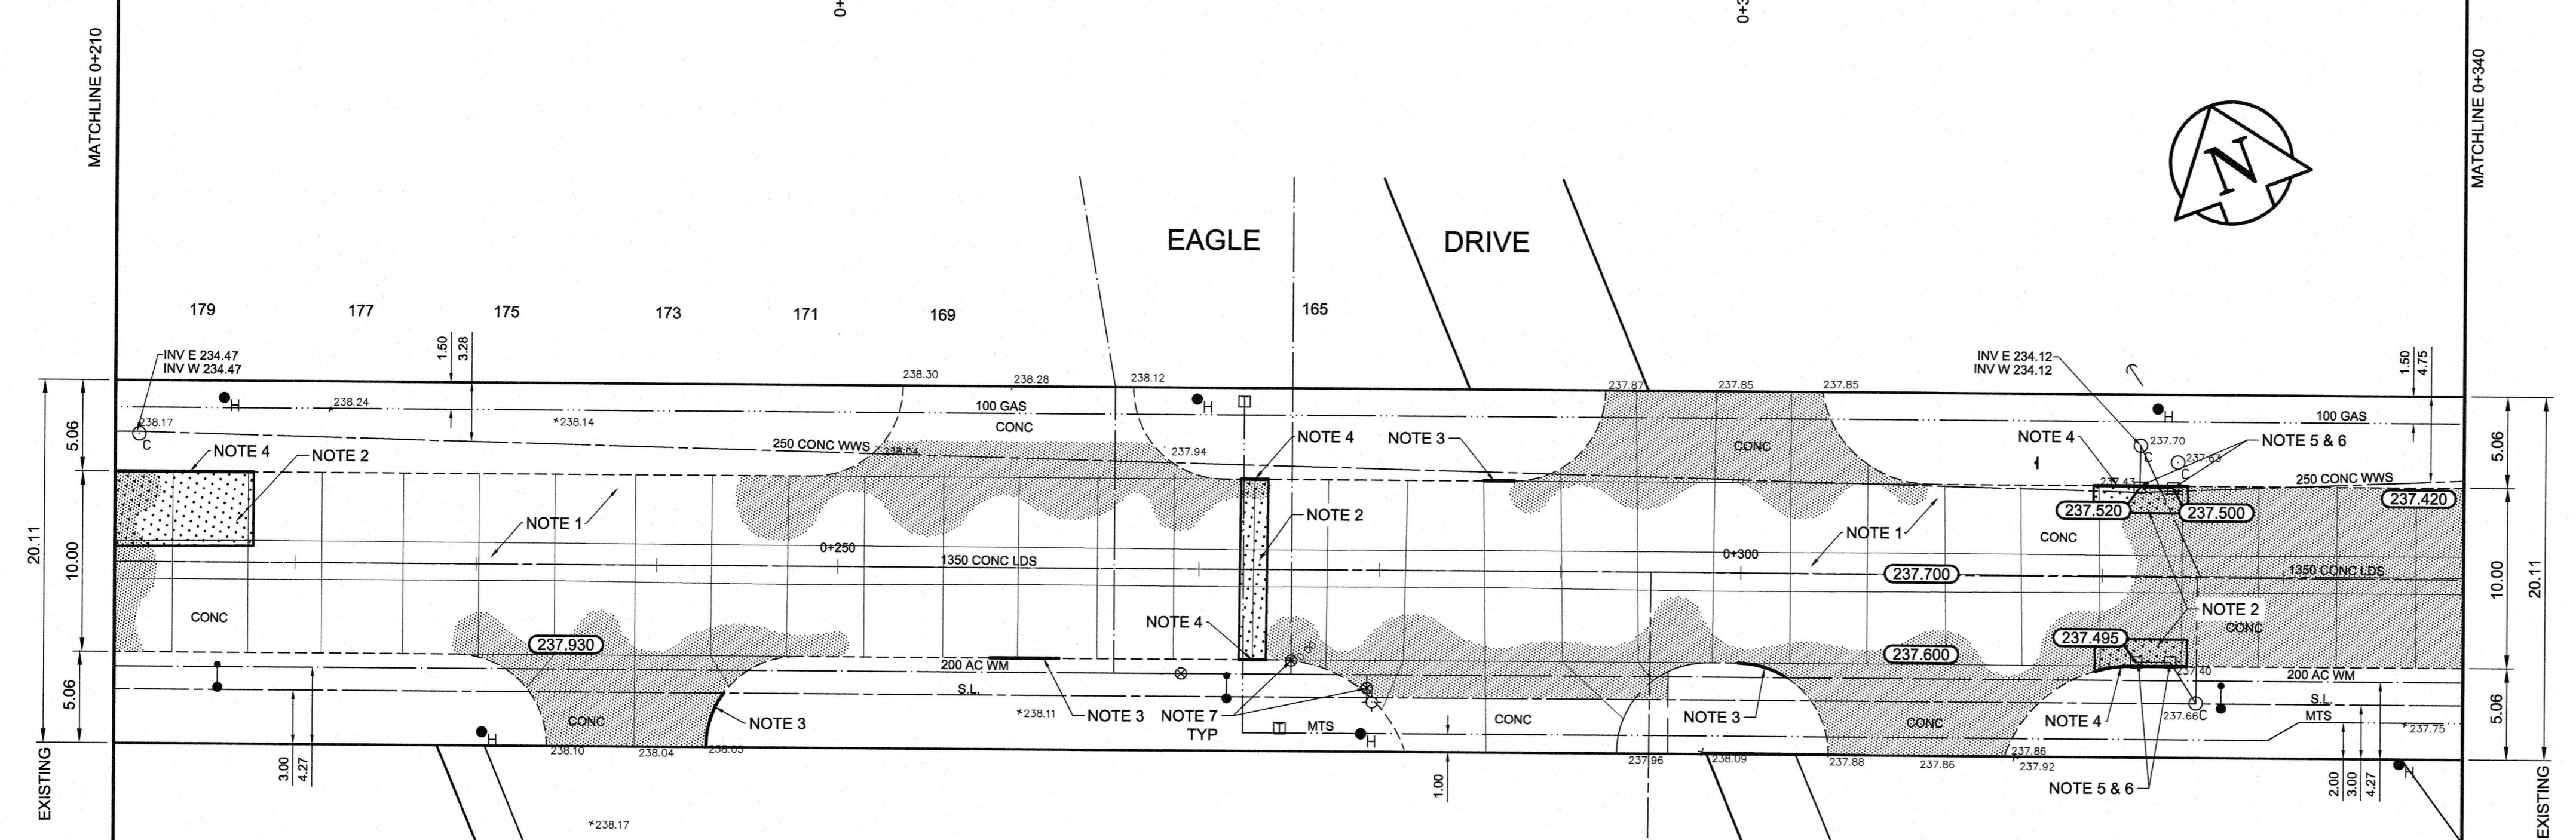 MATCHLINE 0+210
MATCHLINE 0+340
N
EAGLE DRIVE
179
177
175
173
171
169
165
INV E 234.47
INV W 234.47
1.50
3.28
INV E 234.12
INV W 234.12
1.50
4.75
238.30
238.28
238.12
237.87
237.85
237.85
H
238.24
100 GAS
H
T
H
100 GAS
238.17
C
238.14
CONC
CONC
250 CONC WWS
238.04
237.94
NOTE 4
NOTE 3
NOTE 4
237.70
C
NOTE 5 & 6
237.63
C
NOTE 4
NOTE 2
237.43
250 CONC WWS
237.420
237.520
237.500
NOTE 1
NOTE 2
NOTE 1
CONC
0+250
1350 CONC LDS
0+300
237.700
1350 CONC LDS
CONC
NOTE 4
NOTE 2
CONC
237.930
237.495
237.600
200 AC WM
237.40
200 AC WM
S.L.
S.L.
CONC
NOTE 3
238.11
NOTE 3
NOTE 7
TYP
T
MTS
H
CONC
NOTE 3
CONC
NOTE 4
237.66
C
MTS
237.75
H
238.10
238.04
238.05
237.96
238.09
237.88
237.86
237.86
237.92
NOTE 5 & 6
H
3.00
4.27
1.00
2.00
3.00
4.27
238.17
20.11
5.06
10.00
5.06
EXISTING
5.06
10.00
5.06
20.11
EXISTING